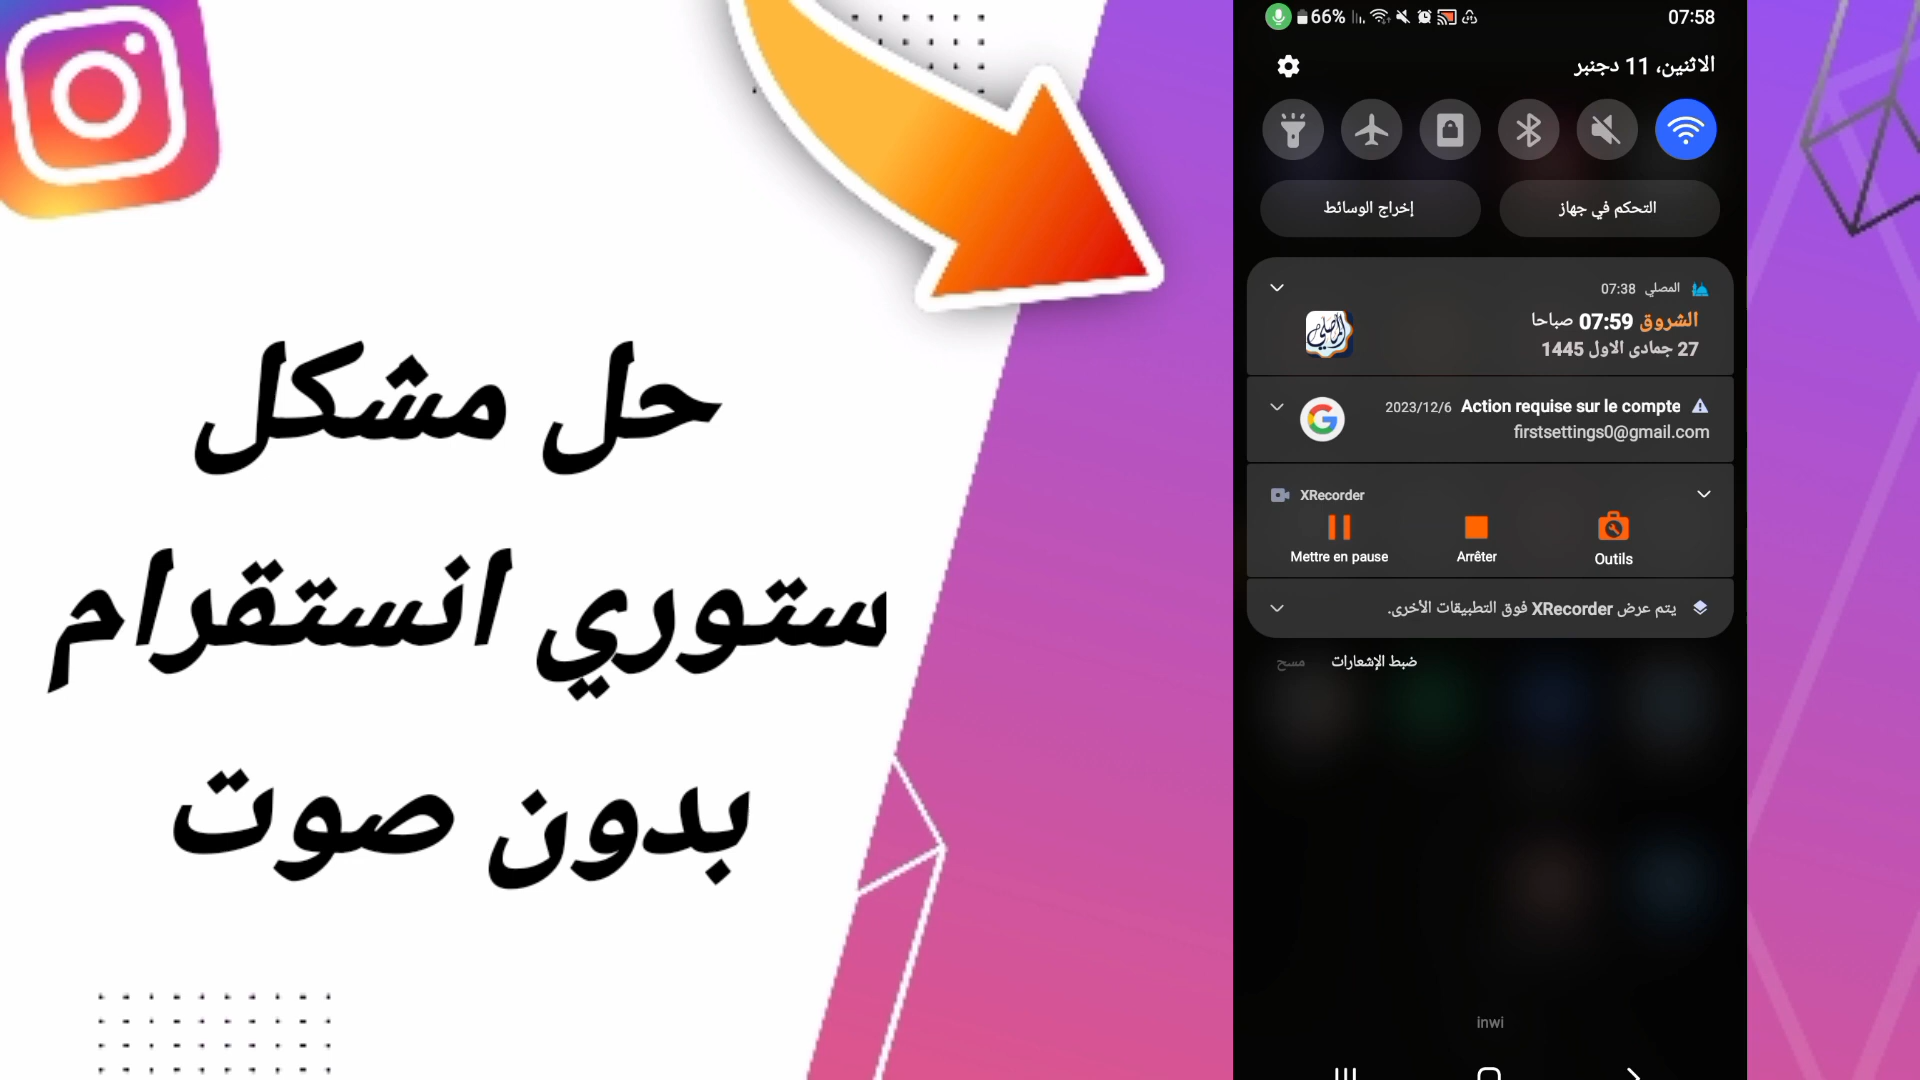 حل مشكل
ستوري انستقرام
بدون صوت
66%
07:58
الاثنين، 11 دجنبر
التحكم في جهاز
إخراج الوسائط
المصلي 07:38
الشروق 07:59 صباحا
27 جمادى الاول 1445
المصلي
Action requise sur le compte 2023/12/6
firstsettings0@gmail.com
XRecorder
Mettre en pause
Arrêter
Outils
يتم عرض XRecorder فوق التطبيقات الأخرى.
ضبط الإشعارات
مسح
inwi